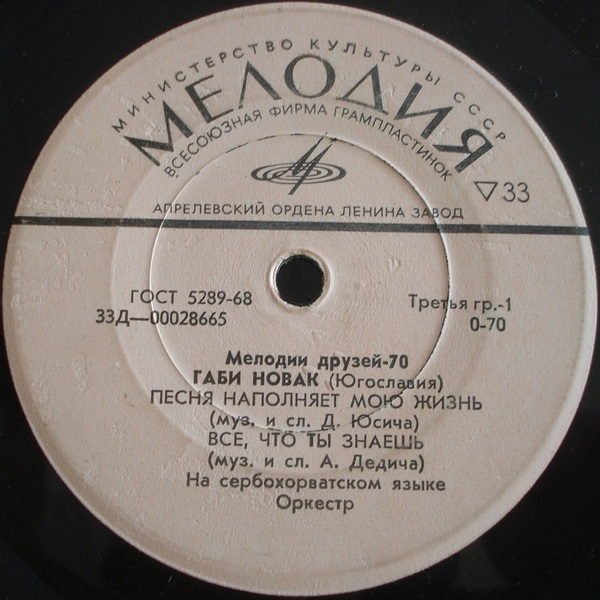 МИНИСТЕРСТВО КУЛЬТУРЫ СССР
МЕЛОДИЯ
ВСЕСОЮЗНАЯ ФИРМА ГРАМПЛАСТИНОК
▽33
АПРЕЛЕВСКИЙ ОРДЕНА ЛЕНИНА ЗАВОД
ГОСТ 5289-68
Третья гр.-1
33Д—00028665
0-70
Мелодии друзей-70
ГАБИ НОВАК (Югославия)
ПЕСНЯ НАПОЛНЯЕТ МОЮ ЖИЗНЬ
(муз. и сл. Д. Юсича)
ВСЕ, ЧТО ТЫ ЗНАЕШЬ
(муз. и сл. А. Дедича)
На сербохорватском языке
Оркестр